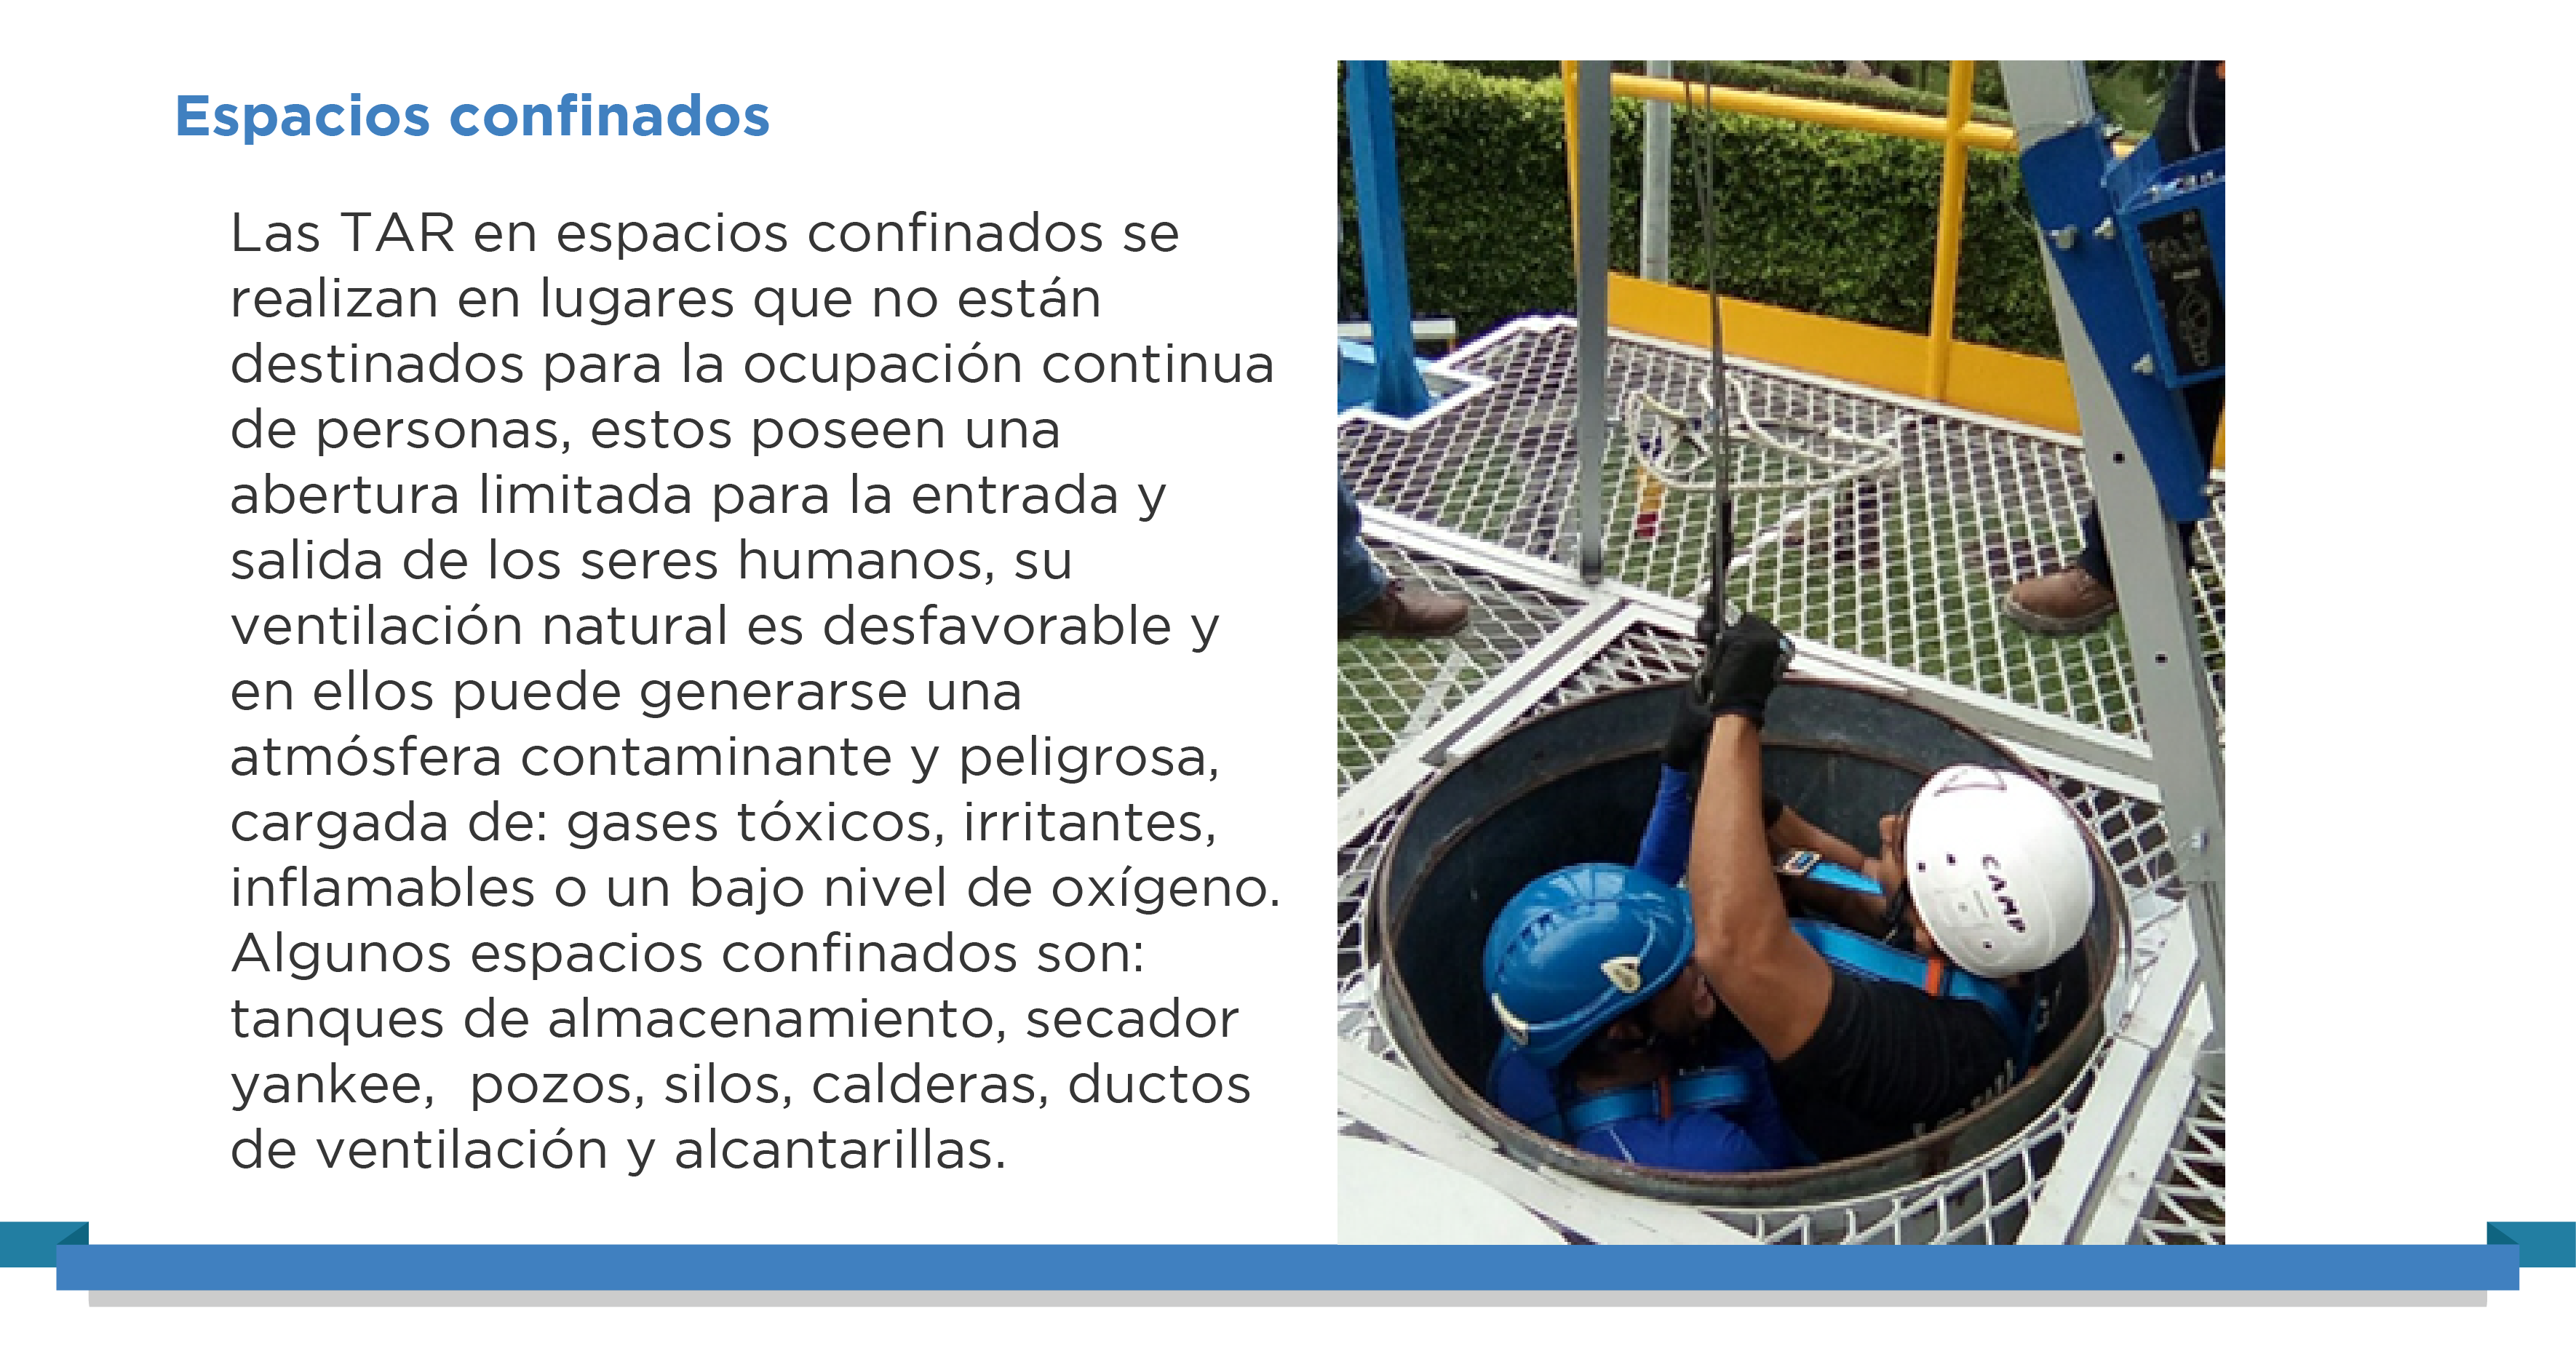 Espacios confinados
Las TAR en espacios confinados se
realizan en lugares que no están
destinados para la ocupación continua
de personas, estos poseen una
abertura limitada para la entrada y
salida de los seres humanos, su
ventilación natural es desfavorable y
en ellos puede generarse una
atmósfera contaminante y peligrosa,
cargada de: gases tóxicos, irritantes,
inflamables o un bajo nivel de oxígeno.
Algunos espacios confinados son:
tanques de almacenamiento, secador
yankee,  pozos, silos, calderas, ductos
de ventilación y alcantarillas.
CAMP